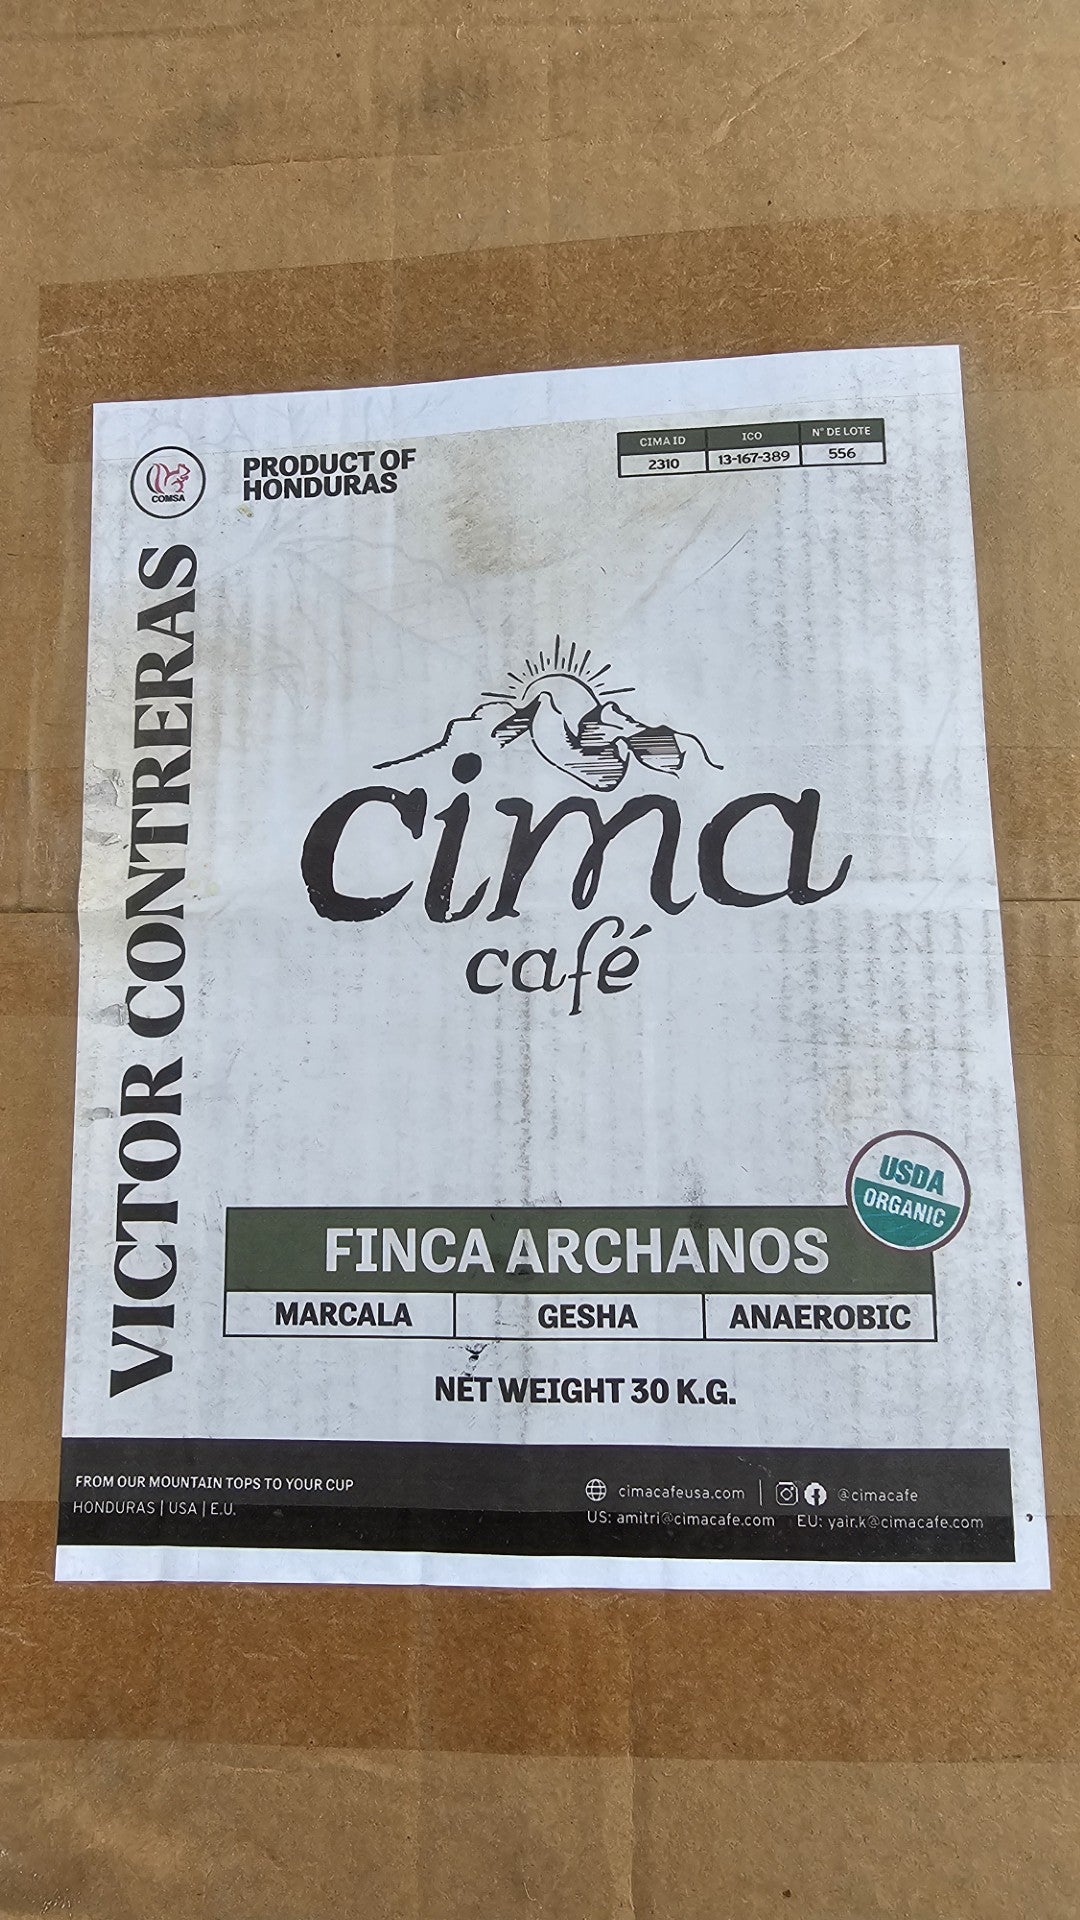 COMSA
PRODUCT OF
HONDURAS
CIMA ID ICO N° DE LOTE
2310 13-167-389 556
VICTOR CONTRERAS
cima
café
USDA
ORGANIC
FINCA ARCHANOS
MARCALA GESHA ANAEROBIC
NET WEIGHT 30 K.G.
FROM OUR MOUNTAIN TOPS TO YOUR CUP
HONDURAS | USA | E.U.
cimacafeusa.com | @cimacafe
US: amitri@cimacafe.com EU: yair.k@cimacafe.com